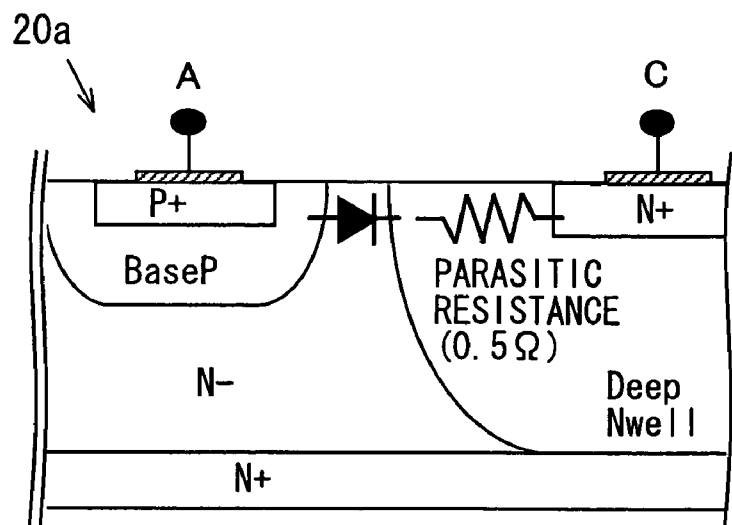 20a
A
C
P+
N+
BaseP
PARASITIC
RESISTANCE
(0.5Ω)
N-
Deep
Nwell
N+